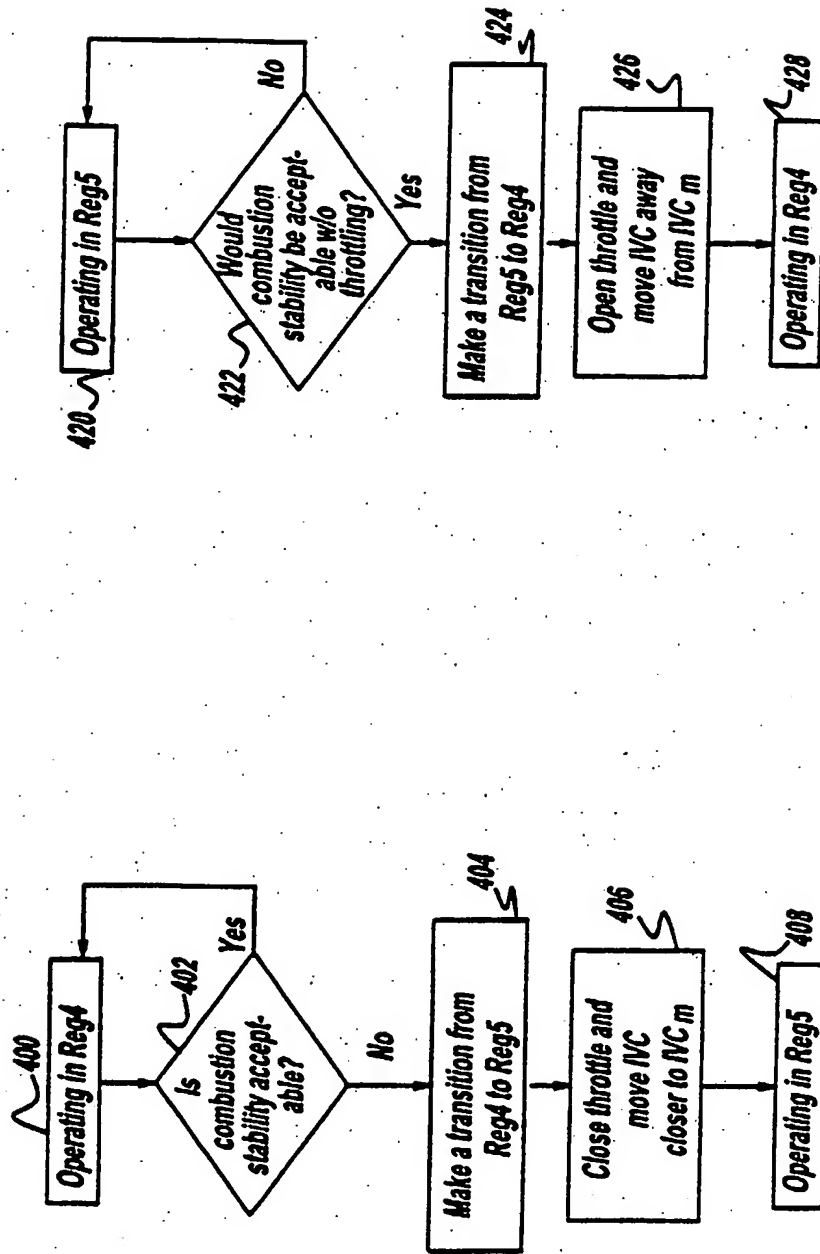 400
Operating in Reg4
402
Is
combustion
stability accept-
able?
Yes
No
404
Make a transition from
Reg4 to Reg5
406
Close throttle and
move IVC
closer to IVC m
408
Operating in Reg5
420
Operating in Reg5
422
Would
combustion
stability be accept-
able w/o
throttling?
No
Yes
424
Make a transition from
Reg5 to Reg4
426
Open throttle and
move IVC away
from IVC m
428
Operating in Reg4